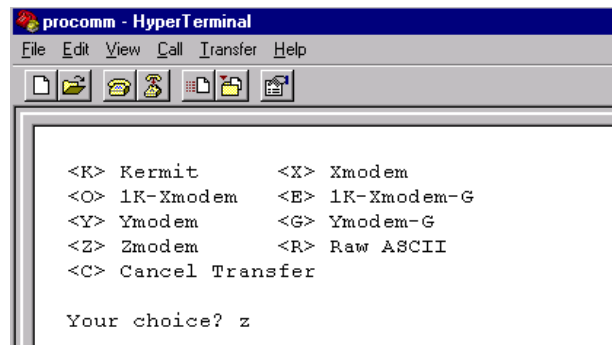 procomm - HyperTerminal
File Edit View Call Transfer Help
<K> Kermit <X> Xmodem
<O> 1K-Xmodem <E> 1K-Xmodem-G
<Y> Ymodem <G> Ymodem-G
<Z> Zmodem <R> Raw ASCII
<C> Cancel Transfer
Your choice? z